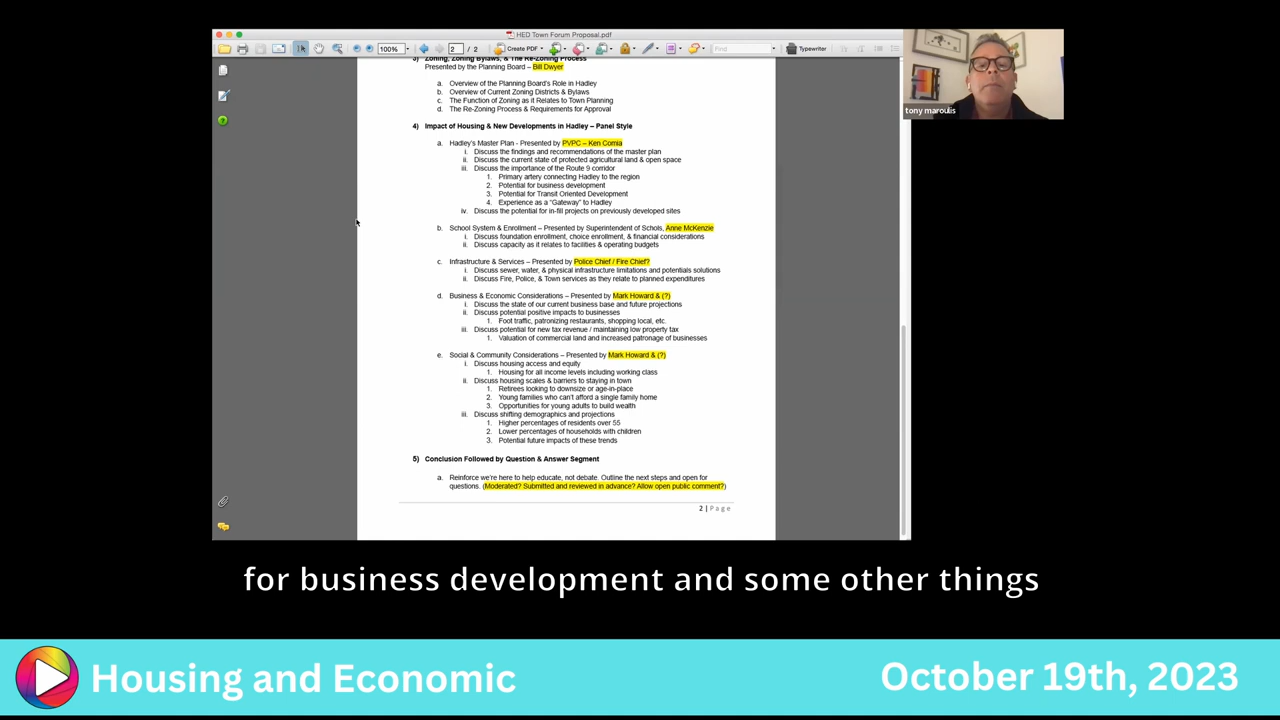 HED Town Forum Proposal.pdf
100%
2
/ 2
Create PDF
Find
Typewriter
tony maroulis
3) Zoning, Zoning Bylaws, & The Re-Zoning Process
Presented by the Planning Board – Bill Dwyer
a. Overview of the Planning Board's Role in Hadley
b. Overview of Current Zoning Districts & Bylaws
c. The Function of Zoning as it Relates to Town Planning
d. The Re-Zoning Process & Requirements for Approval
4) Impact of Housing & New Developments in Hadley – Panel Style
a. Hadley's Master Plan - Presented by PVPC – Ken Comia
i. Discuss the findings and recommendations of the master plan
ii. Discuss the current state of protected agricultural land & open space
iii. Discuss the importance of the Route 9 corridor
1. Primary artery connecting Hadley to the region
2. Potential for business development
3. Potential for Transit Oriented Development
4. Experience as a "Gateway" to Hadley
iv. Discuss the potential for in-fill projects on previously developed sites
b. School System & Enrollment – Presented by Superintendent of Schols, Anne McKenzie
i. Discuss foundation enrollment, choice enrollment, & financial considerations
ii. Discuss capacity as it relates to facilities & operating budgets
c. Infrastructure & Services – Presented by Police Chief / Fire Chief?
i. Discuss sewer, water, & physical infrastructure limitations and potentials solutions
ii. Discuss Fire, Police, & Town services as they relate to planned expenditures
d. Business & Economic Considerations – Presented by Mark Howard & (?)
i. Discuss the state of our current business base and future projections
ii. Discuss potential positive impacts to businesses
1. Foot traffic, patronizing restaurants, shopping local, etc.
iii. Discuss potential for new tax revenue / maintaining low property tax
1. Valuation of commercial land and increased patronage of businesses
e. Social & Community Considerations – Presented by Mark Howard & (?)
i. Discuss housing access and equity
1. Housing for all income levels including working class
ii. Discuss housing scales & barriers to staying in town
1. Retirees looking to downsize or age-in-place
2. Young families who can't afford a single family home
3. Opportunities for young adults to build wealth
iii. Discuss shifting demographics and projections
1. Higher percentages of residents over 55
2. Lower percentages of households with children
3. Potential future impacts of these trends
5) Conclusion Followed by Question & Answer Segment
a. Reinforce we're here to help educate, not debate. Outline the next steps and open for
questions. (Moderated? Submitted and reviewed in advance? Allow open public comment?)
2 | Page
for business development and some other things
Housing and Economic
October 19th, 2023